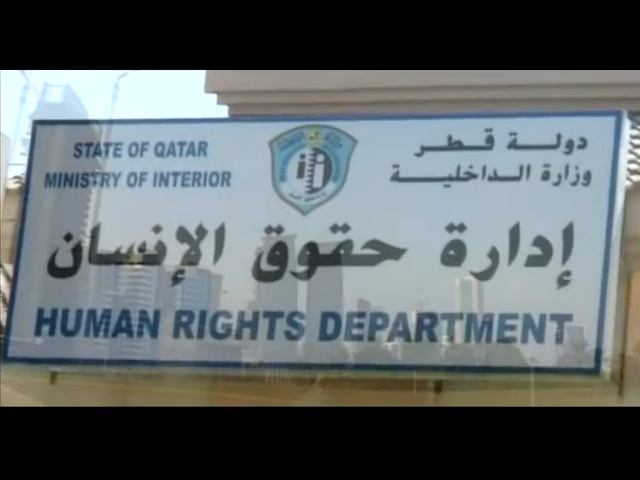 STATE OF QATAR
MINISTRY OF INTERIOR
دولة قطر
وزارة الداخلية
إدارة حقوق الإنسان
HUMAN RIGHTS DEPARTMENT